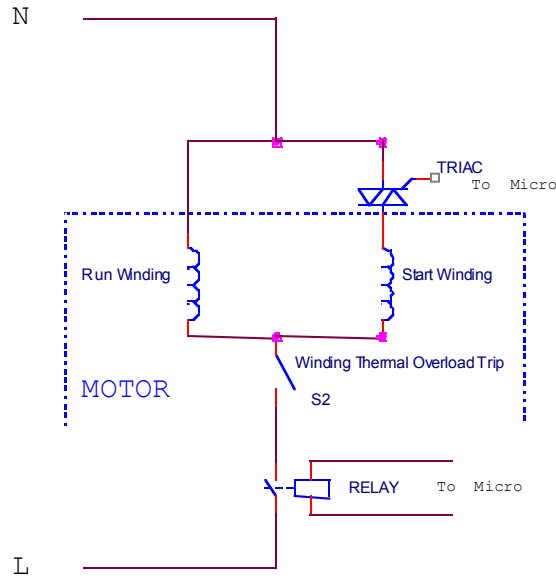 N
TRIAC
To Micro
Run Winding
Start Winding
Winding Thermal Overload Trip
MOTOR
S2
RELAY
To Micro
L